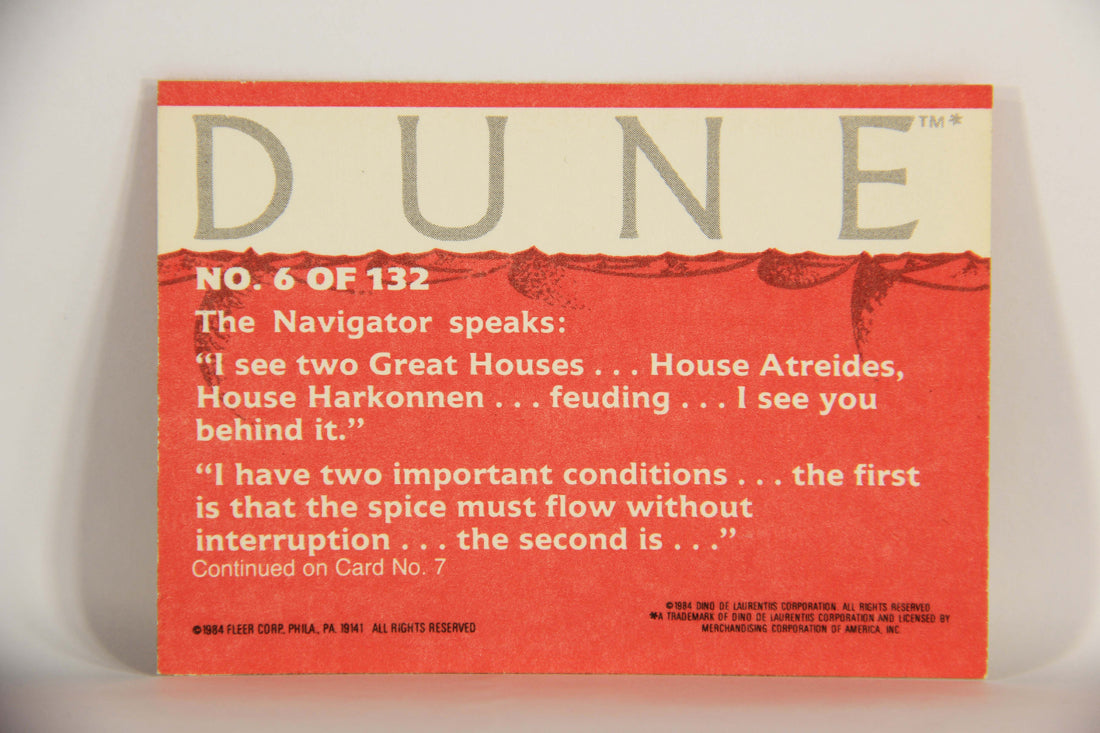 DUNE™*
NO. 6 OF 132
The Navigator speaks:
“I see two Great Houses . . . House Atreides,
House Harkonnen . . . feuding . . . I see you
behind it.”
“I have two important conditions . . . the first
is that the spice must flow without
interruption . . . the second is . . .”
Continued on Card No. 7
©1984 FLEER CORP. PHILA., PA. 19141 ALL RIGHTS RESERVED
©1984 DINO DE LAURENTIIS CORPORATION. ALL RIGHTS RESERVED
*A TRADEMARK OF DINO DE LAURENTIIS CORPORATION AND LICENSED BY
MERCHANDISING CORPORATION OF AMERICA, INC